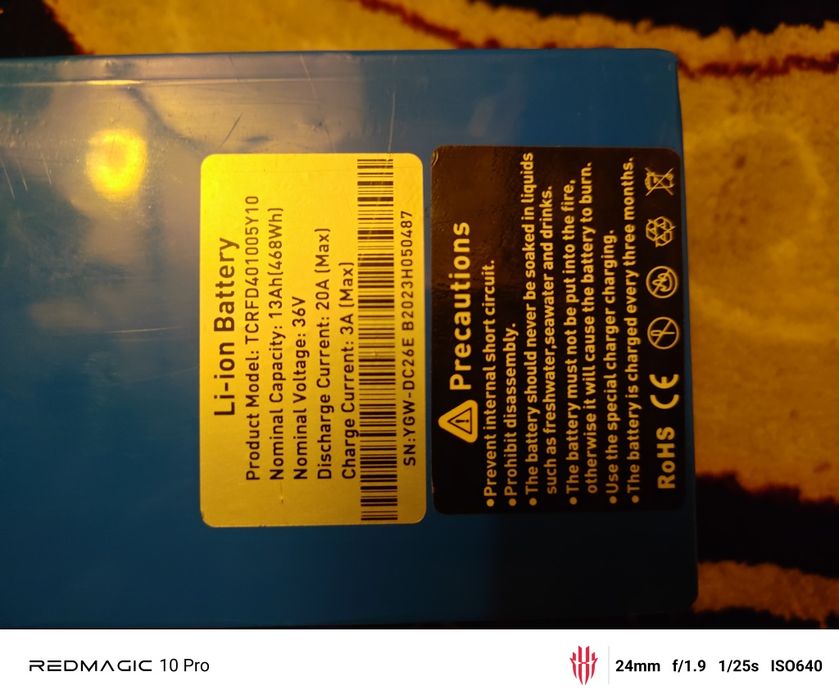 Li-ion Battery
Product Model: TCRFD401005Y10
Nominal Capacity: 13Ah(468Wh)
Nominal Voltage: 36V
Discharge Current: 20A (Max)
Charge Current: 3A (Max)
SN:YGW-DC26E B2023H050487
Precautions
•Prevent internal short circuit.
•Prohibit disassembly.
•The battery should never be soaked in liquids
such as freshwater,seawater and drinks.
•The battery must not be put into the fire,
otherwise it will cause the battery to burn.
•Use the special charger charging.
•The battery is charged every three months.
RoHS CE
REDMAGIC 10 Pro
24mm f/1.9 1/25s ISO640